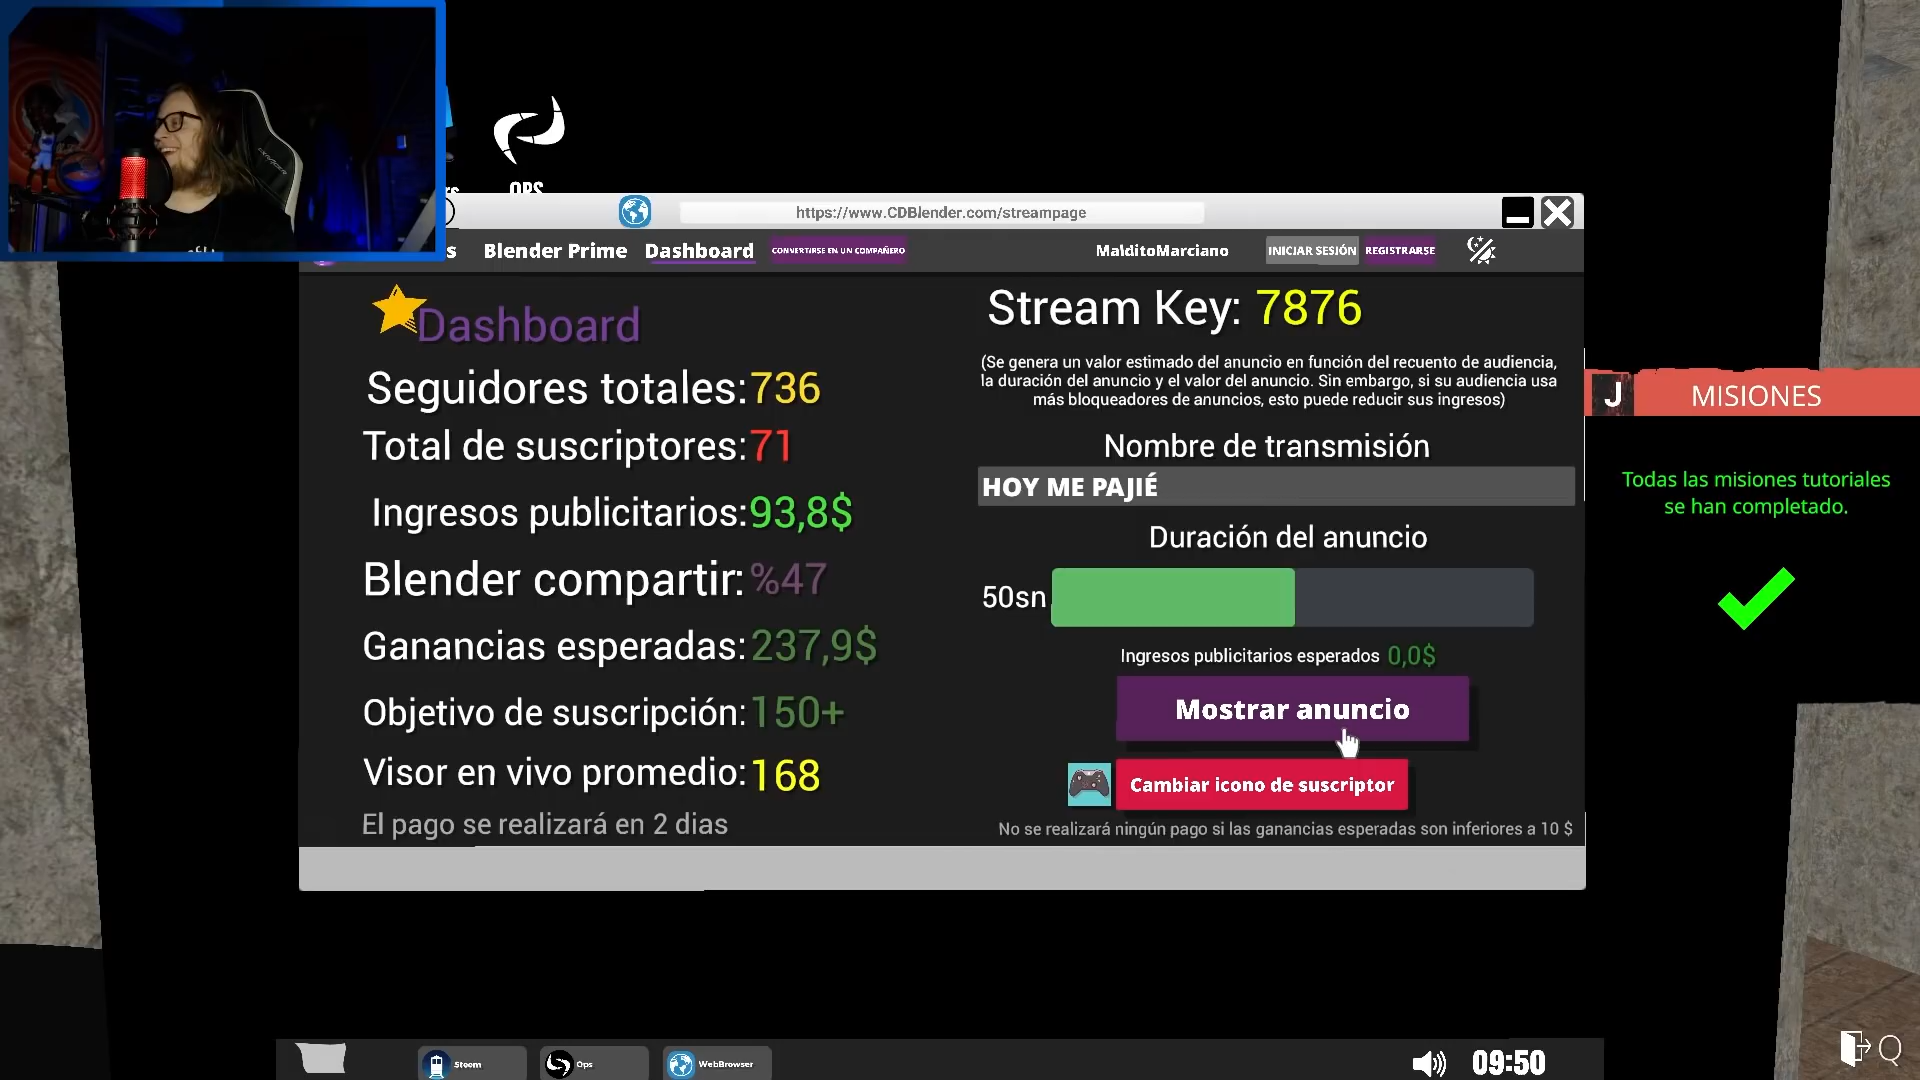 OPS
https://www.CDBlender.com/streampage
s Blender Prime Dashboard CONVERTIRSE EN UN COMPAÑERO MalditoMarciano INICIAR SESIÓN REGISTRARSE
Dashboard
Seguidores totales:736
Total de suscriptores:71
Ingresos publicitarios:93,8$
Blender compartir:%47
Ganancias esperadas:237,9$
Objetivo de suscripción:150+
Visor en vivo promedio:168
El pago se realizará en 2 dias
Stream Key: 7876
(Se genera un valor estimado del anuncio en función del recuento de audiencia,
la duración del anuncio y el valor del anuncio. Sin embargo, si su audiencia usa
más bloqueadores de anuncios, esto puede reducir sus ingresos)
Nombre de transmisión
HOY ME PAJIÉ
Duración del anuncio
50sn
Ingresos publicitarios esperados 0,0$
Mostrar anuncio
Cambiar icono de suscriptor
No se realizará ningún pago si las ganancias esperadas son inferiores a 10 $
J MISIONES
Todas las misiones tutoriales
se han completado.
Steem Ops WebBrowser 09:50
Q